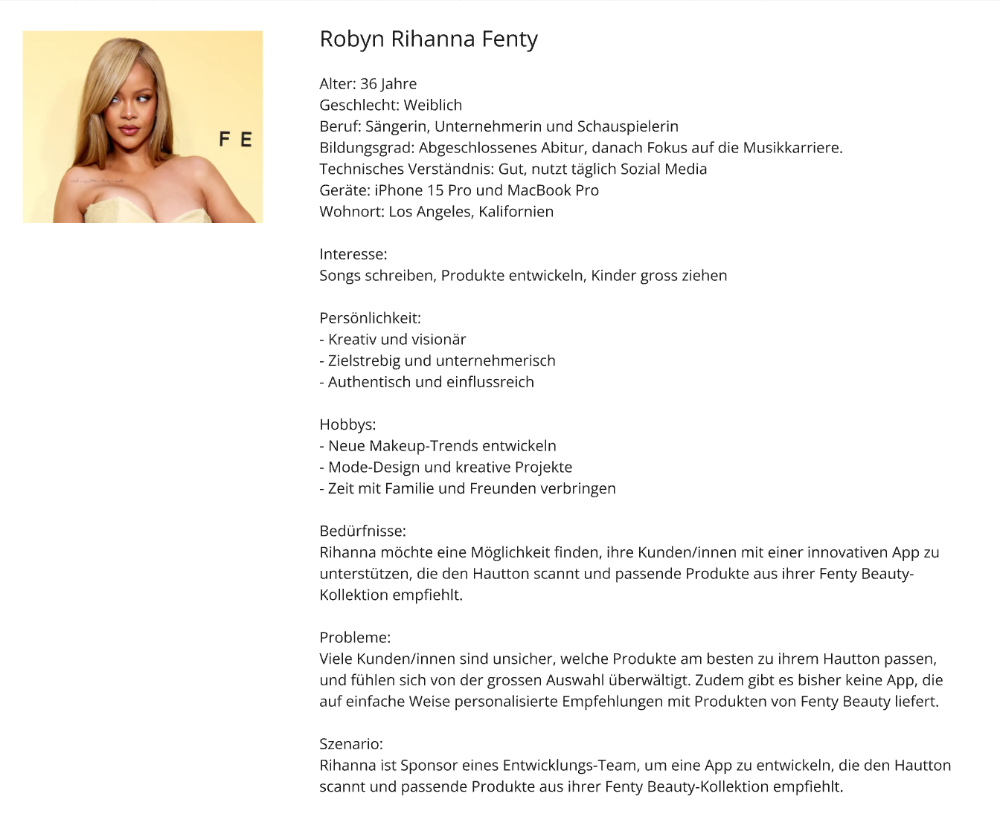 Robyn Rihanna Fenty
F E
Alter: 36 Jahre
Geschlecht: Weiblich
Beruf: Sängerin, Unternehmerin und Schauspielerin
Bildungsgrad: Abgeschlossenes Abitur, danach Fokus auf die Musikkarriere.
Technisches Verständnis: Gut, nutzt täglich Sozial Media
Geräte: iPhone 15 Pro und MacBook Pro
Wohnort: Los Angeles, Kalifornien
Interesse:
Songs schreiben, Produkte entwickeln, Kinder gross ziehen
Persönlichkeit:
- Kreativ und visionär
- Zielstrebig und unternehmerisch
- Authentisch und einflussreich
Hobbys:
- Neue Makeup-Trends entwickeln
- Mode-Design und kreative Projekte
- Zeit mit Familie und Freunden verbringen
Bedürfnisse:
Rihanna möchte eine Möglichkeit finden, ihre Kunden/innen mit einer innovativen App zu
unterstützen, die den Hautton scannt und passende Produkte aus ihrer Fenty Beauty-
Kollektion empfiehlt.
Probleme:
Viele Kunden/innen sind unsicher, welche Produkte am besten zu ihrem Hautton passen,
und fühlen sich von der grossen Auswahl überwältigt. Zudem gibt es bisher keine App, die
auf einfache Weise personalisierte Empfehlungen mit Produkten von Fenty Beauty liefert.
Szenario:
Rihanna ist Sponsor eines Entwicklungs-Team, um eine App zu entwickeln, die den Hautton
scannt und passende Produkte aus ihrer Fenty Beauty-Kollektion empfiehlt.